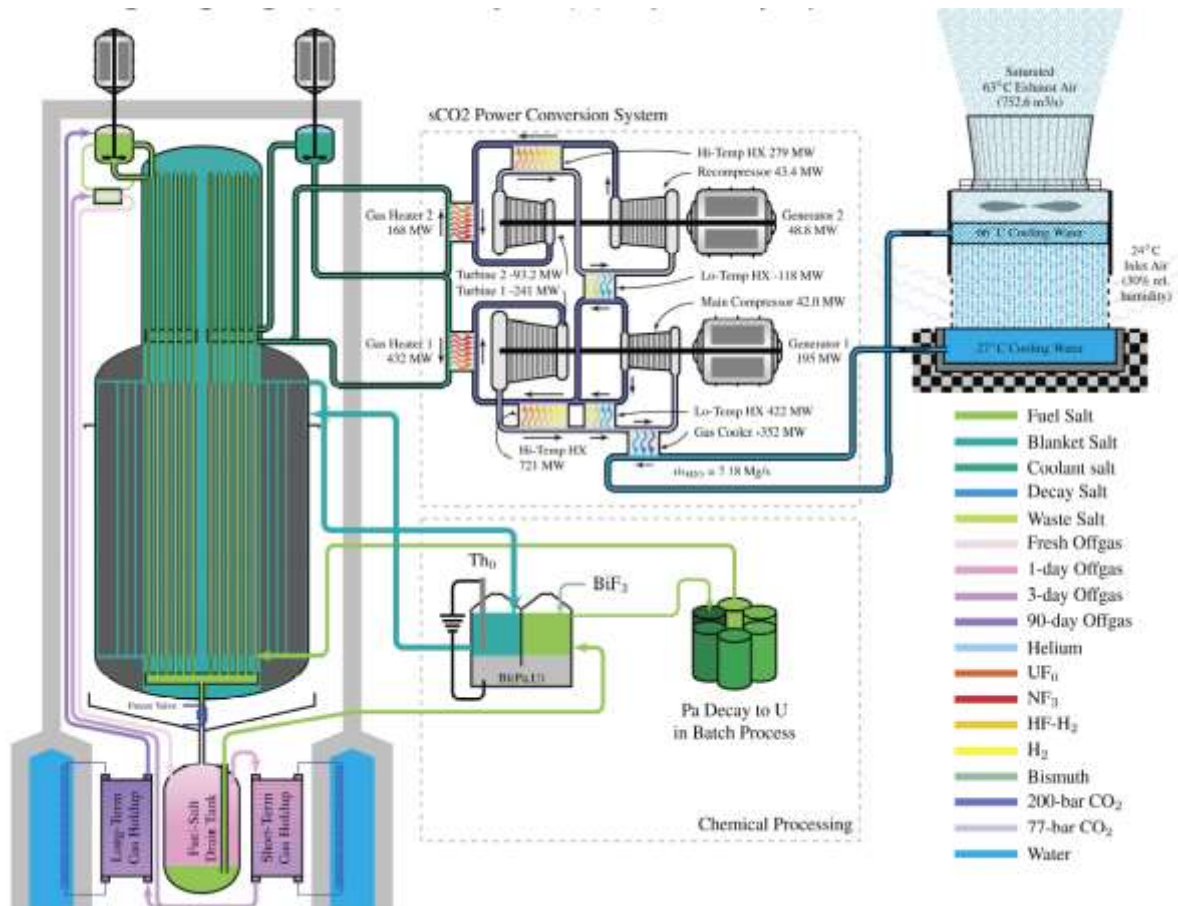 Saturated
63°C Exhaust Air
(752.6 m3/s)
sCO2 Power Conversion System
Hi-Temp HX 279 MW
Recompressor 43.4 MW
Gas Heater 2
168 MW
Generator 2
48.8 MW
66°C Cooling Water
24°C
Inlet Air
(30% rel.
humidity)
Turbine 2 -93.2 MW
Turbine 1 -241 MW
Lo-Temp HX -118 MW
Main Compressor 42.0 MW
Gas Heater 1
432 MW
Generator 1
195 MW
27°C Cooling Water
Lo-Temp HX 422 MW
Gas Cooler -352 MW
Hi-Temp HX
721 MW
= 7.18 Mg/s
Fuel Salt
Blanket Salt
Coolant salt
Decay Salt
Waste Salt
Fresh Offgas
1-day Offgas
3-day Offgas
90-day Offgas
Helium
UF₆
NF₃
HF-H₂
H₂
Bismuth
200-bar CO₂
77-bar CO₂
Water
Th₀
BiF₃
Bi(Pa,U)
Pa Decay to U
in Batch Process
Freeze Valve
Long-Term
Gas Holdup
Fuel-Salt
Drain Tank
Short-Term
Gas Holdup
Chemical Processing